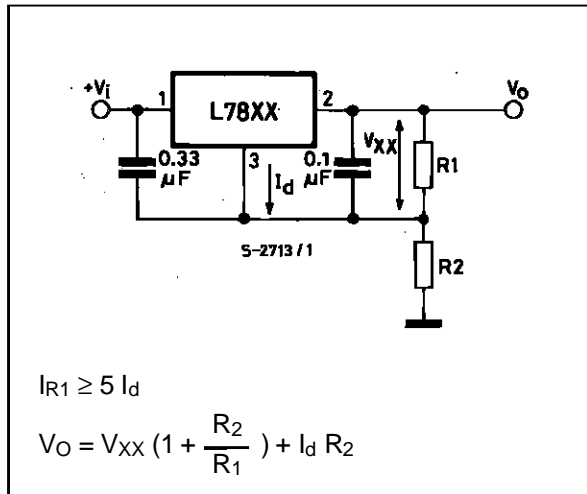 +Vi
1
L78XX
2
Vo
0.33
µF
3
Id
0.1
µF
VXX
R1
S-2713/1
R2
IR1 ≥ 5 Id
VO = VXX (1 + R2/R1) + Id R2